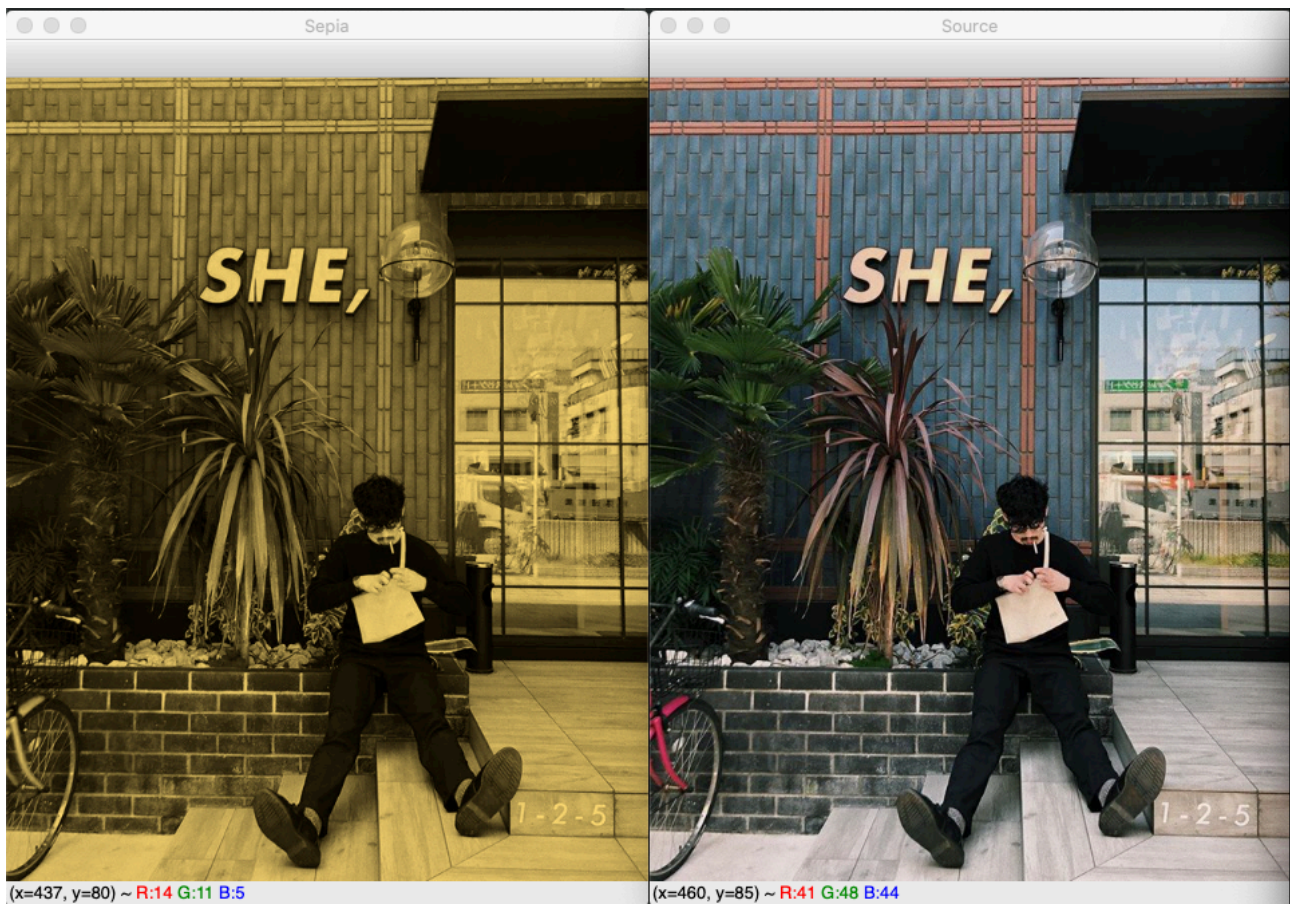 Sepia
Source
SHE,
SHE,
1-2-5
1-2-5
(x=437, y=80) ~ R:14 G:11 B:5
(x=460, y=85) ~ R:41 G:48 B:44